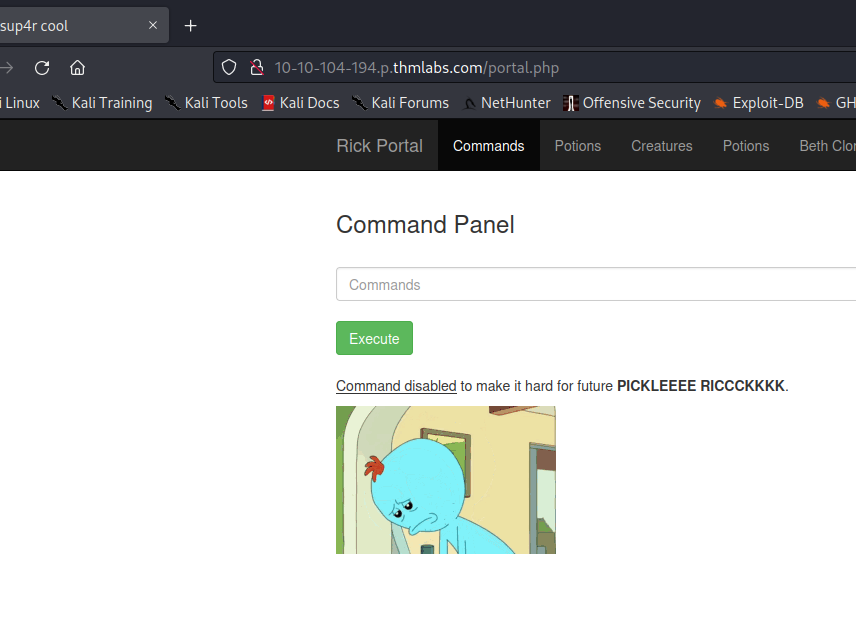 sup4r cool
10-10-104-194.p.thmlabs.com/portal.php
Linux Kali Training Kali Tools Kali Docs Kali Forums NetHunter Offensive Security Exploit-DB GH
Rick Portal Commands Potions Creatures Potions Beth
Command Panel
Commands
Execute
Command disabled to make it hard for future PICKLEEEE RICCCKKKK.